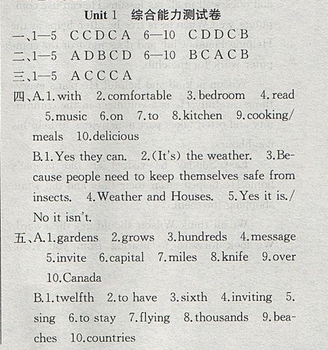 Unit 1 综合能力测试卷
一、1—5 C C D C A 6—10 C D D C B
二、1—5 A D B C D 6—10 B C A C B
三、1—5 A C C C A
四、A.1.with 2.comfortable 3.bedroom 4.read
5.music 6.on 7.to 8.kitchen 9.cooking/
meals 10.delicious
B.1.Yes they can. 2.(It's) the weather. 3.Be-
cause people need to keep themselves safe from
insects. 4.Weather and Houses. 5.Yes it is./
No it isn't.
五、A.1.gardens 2.grows 3.hundreds 4.message
5.invite 6.capital 7.miles 8.knife 9.over
10.Canada
B.1.twelfth 2.to have 3.sixth 4.inviting 5.
sing 6.to stay 7.flying 8.thousands 9.bea-
ches 10.countries